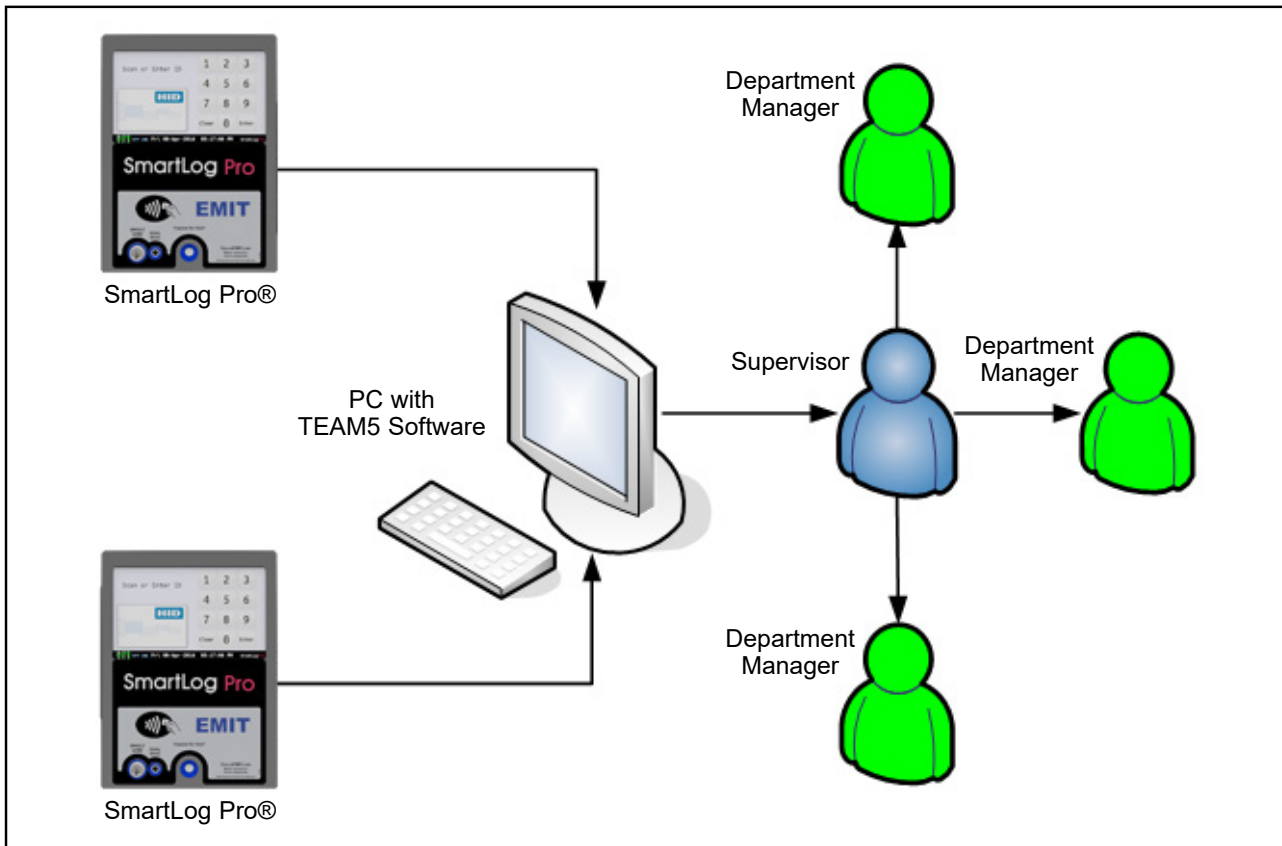 Scan or Enter ID
1 2 3
4 5 6
HID
7 8 9
Clear 0 Enter
SmartLog Pro
EMIT
SmartLog Pro®
PC with
TEAM5 Software
Supervisor
Department
Manager
Department
Manager
Department
Manager
Scan or Enter ID
1 2 3
4 5 6
HID
7 8 9
Clear 0 Enter
SmartLog Pro
EMIT
SmartLog Pro®